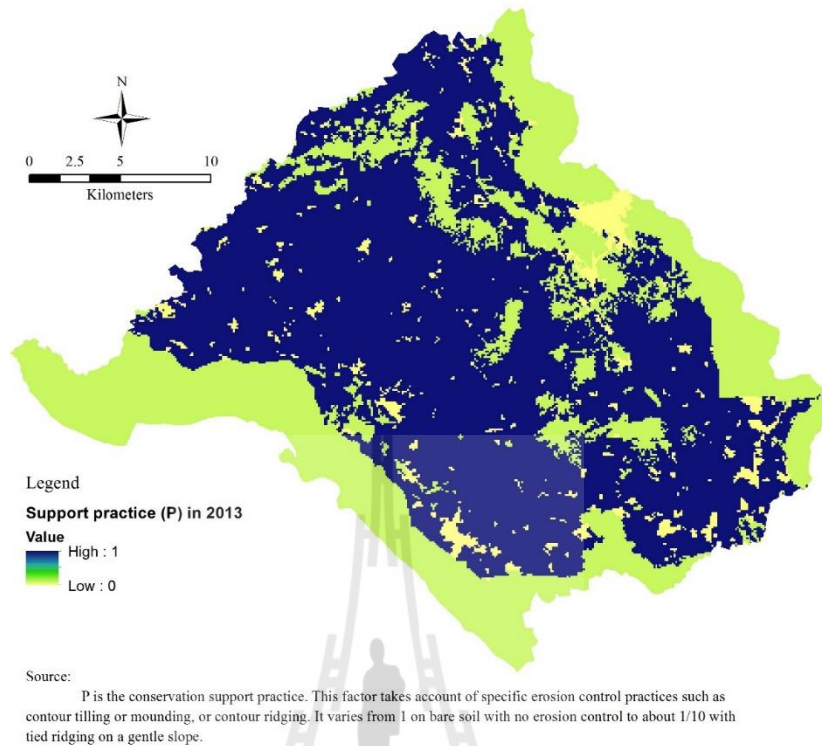 N
0 2.5 5 10
Kilometers
Legend
Support practice (P) in 2013
Value
High : 1
Low : 0
Source:
P is the conservation support practice. This factor takes account of specific erosion control practices such as
contour tilling or mounding, or contour ridging. It varies from 1 on bare soil with no erosion control to about 1/10 with
tied ridging on a gentle slope.